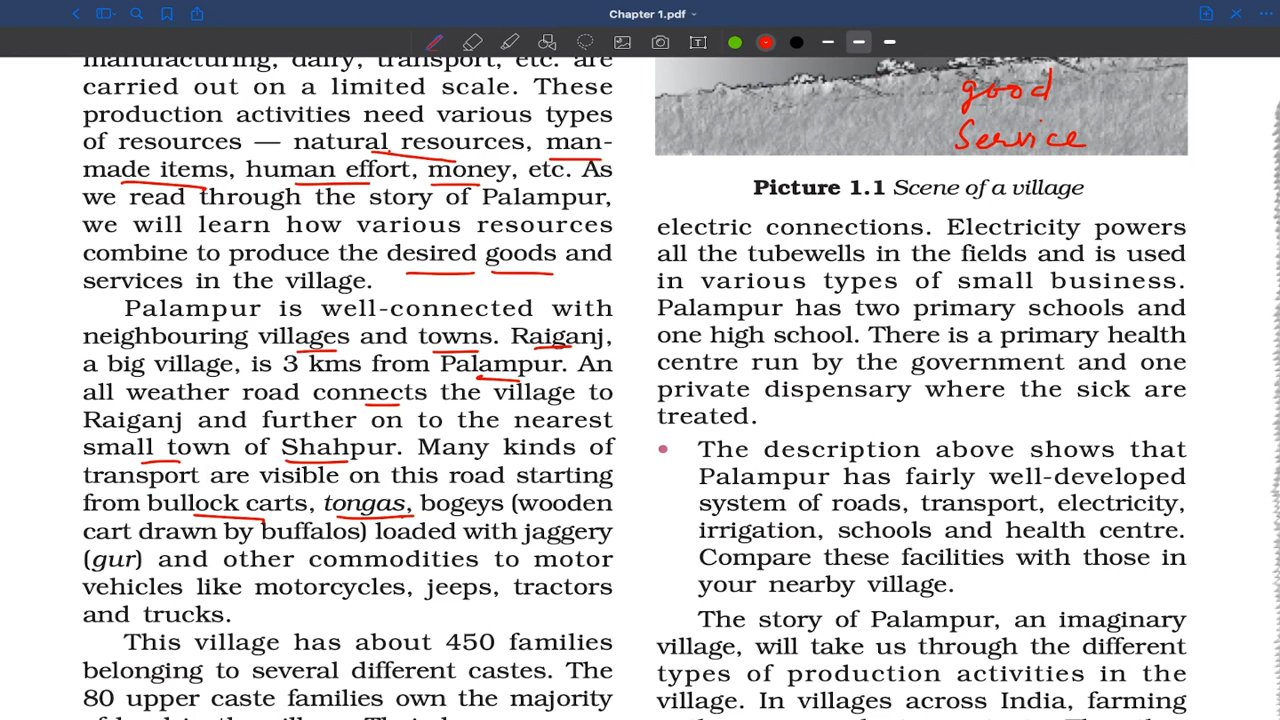 Chapter 1.pdf
manufacturing, dairy, transport, etc. are
carried out on a limited scale. These
production activities need various types
of resources — natural resources, man-
made items, human effort, money, etc. As
we read through the story of Palampur,
we will learn how various resources
combine to produce the desired goods and
services in the village.
Palampur is well-connected with
neighbouring villages and towns. Raiganj,
a big village, is 3 kms from Palampur. An
all weather road connects the village to
Raiganj and further on to the nearest
small town of Shahpur. Many kinds of
transport are visible on this road starting
from bullock carts, tongas, bogeys (wooden
cart drawn by buffalos) loaded with jaggery
(gur) and other commodities to motor
vehicles like motorcycles, jeeps, tractors
and trucks.
This village has about 450 families
belonging to several different castes. The
80 upper caste families own the majority
good
Service
Picture 1.1 Scene of a village
electric connections. Electricity powers
all the tubewells in the fields and is used
in various types of small business.
Palampur has two primary schools and
one high school. There is a primary health
centre run by the government and one
private dispensary where the sick are
treated.
• The description above shows that
Palampur has fairly well-developed
system of roads, transport, electricity,
irrigation, schools and health centre.
Compare these facilities with those in
your nearby village.
The story of Palampur, an imaginary
village, will take us through the different
types of production activities in the
village. In villages across India, farming